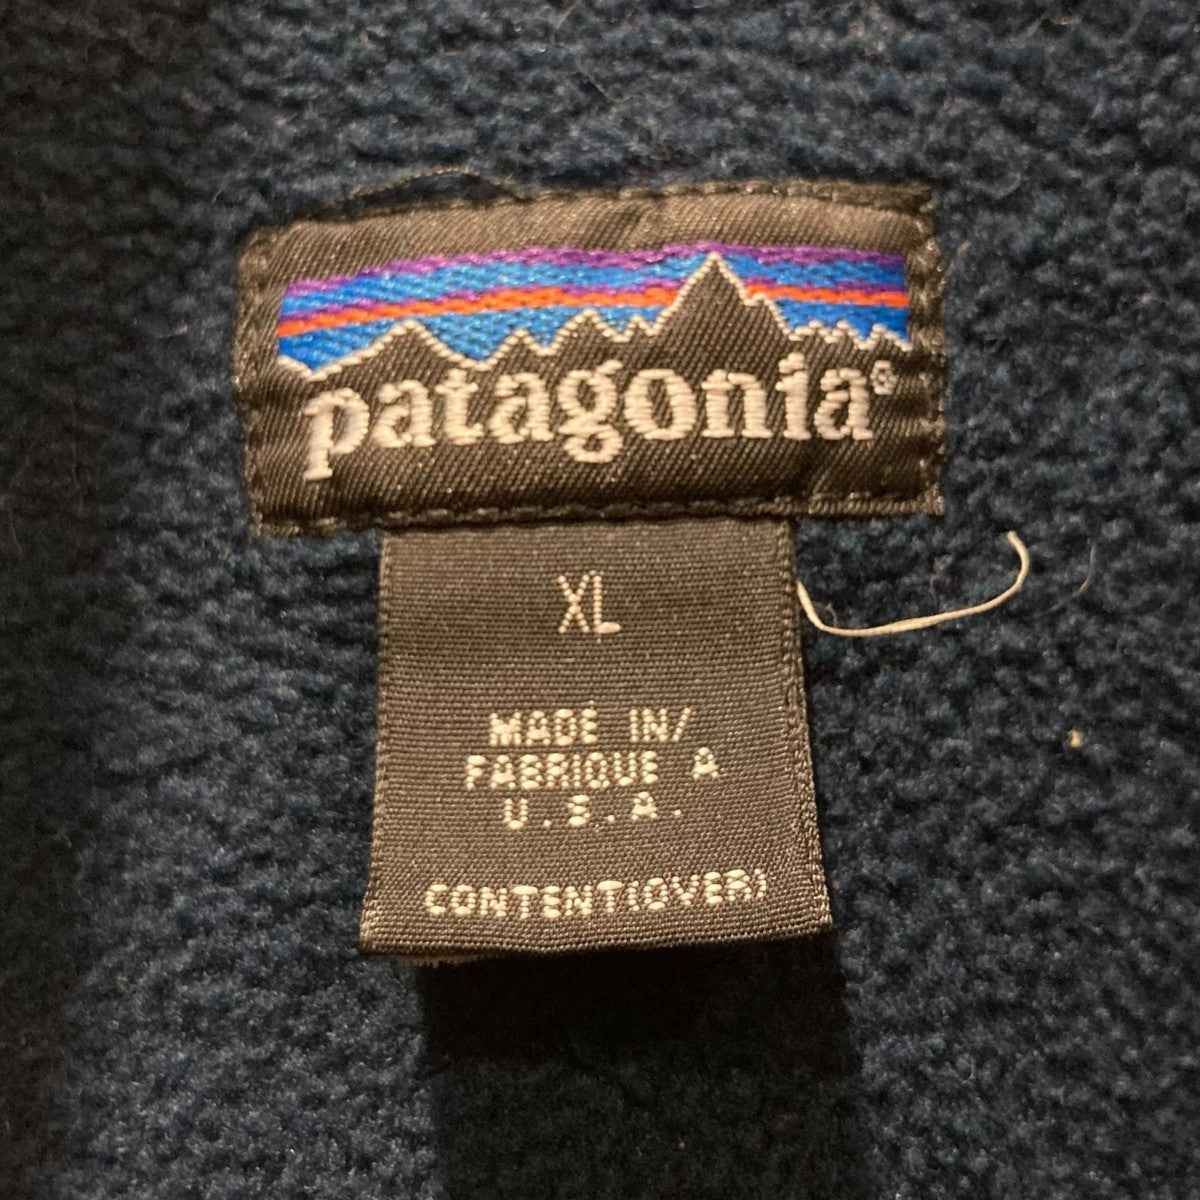 patagonia®
XL
MADE IN/
FABRIQUE A
U.S.A.
CONTENT(OVER)